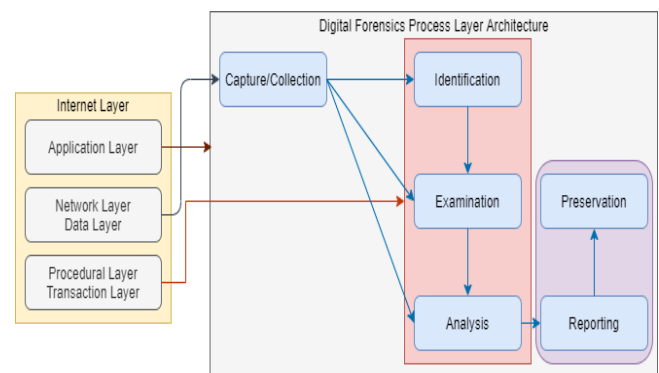 Digital Forensics Process Layer Architecture
Internet Layer
Application Layer
Network Layer
Data Layer
Procedural Layer
Transaction Layer
Capture/Collection
Identification
Examination
Analysis
Preservation
Reporting